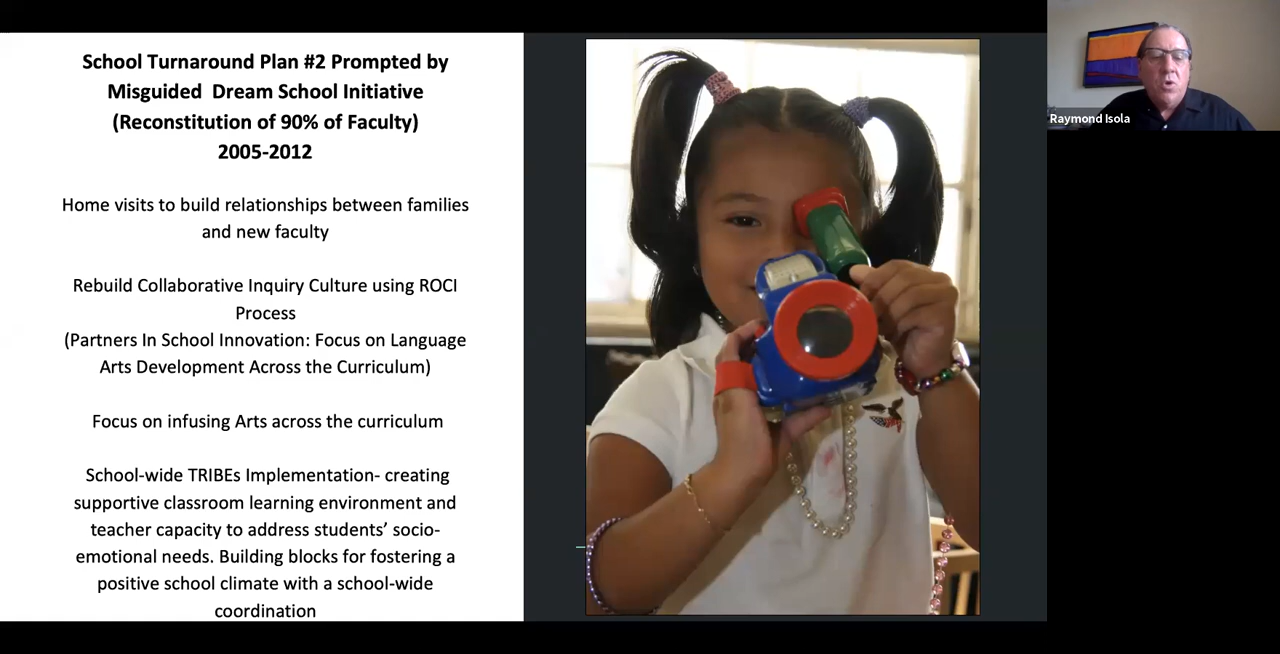 School Turnaround Plan #2 Prompted by
Misguided  Dream School Initiative
(Reconstitution of 90% of Faculty)
2005-2012
Home visits to build relationships between families
and new faculty
Rebuild Collaborative Inquiry Culture using ROCI
Process
(Partners In School Innovation: Focus on Language
Arts Development Across the Curriculum)
Focus on infusing Arts across the curriculum
School-wide TRIBEs Implementation- creating
supportive classroom learning environment and
teacher capacity to address students’ socio-
emotional needs. Building blocks for fostering a
positive school climate with a school-wide
coordination
Raymond Isola